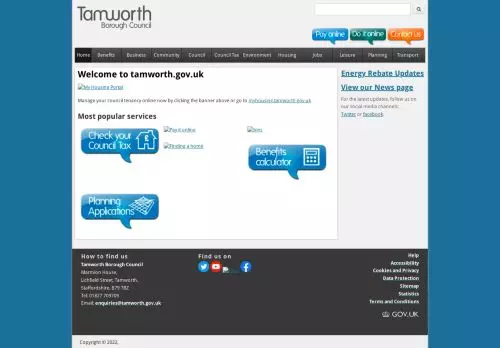 Tamworth
Borough Council
Pay online
Do it online
Contact us
Home Benefits Business Community Council Council Tax Environment Housing Jobs Leisure Planning Transport
Welcome to tamworth.gov.uk
My Housing Portal
Manage your council tenancy online now by clicking the banner above or go to myhousing.tamworth.gov.uk
Most popular services
Check your
Council Tax
Pay it online
Finding a home
Jobs
Benefits
calculator
Planning
Applications
Energy Rebate Updates
View our News page
For the latest updates, follow us on
our social media channels:
Twitter or Facebook
How to find us
Tamworth Borough Council
Marmion House,
Lichfield Street, Tamworth,
Staffordshire, B79 7BZ
Tel: 01827 709709
Email: enquiries@tamworth.gov.uk
Find us on
Help
Accessibility
Cookies and Privacy
Data Protection
Sitemap
Statistics
Terms and Conditions
GOV.UK
Copyright © 2022,